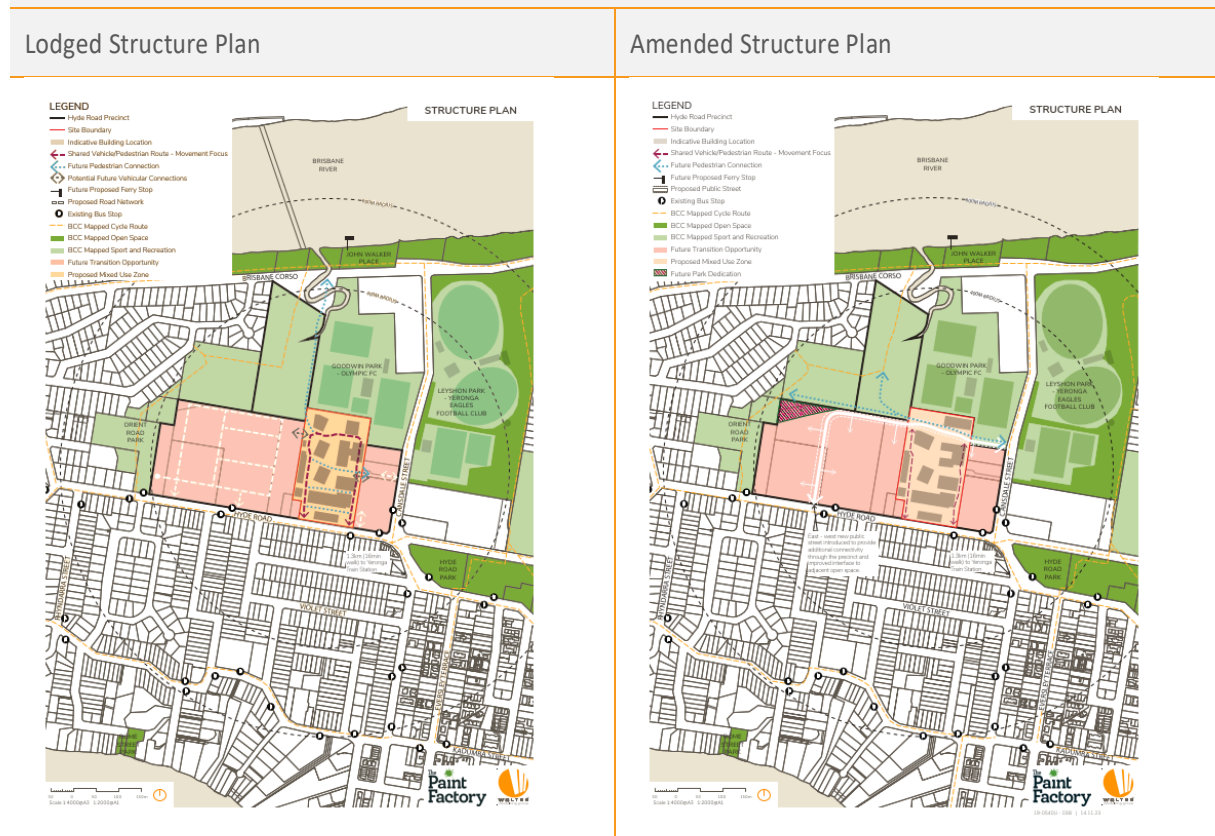 Lodged Structure Plan
Amended Structure Plan
LEGEND
Hyde Road Precinct
Site Boundary
Indicative Building Location
Shared Vehicle/Pedestrian Route - Movement Focus
Future Pedestrian Connection
Potential Future Vehicular Connections
Future Proposed Ferry Stop
Proposed Road Network
Existing Bus Stop
BCC Mapped Cycle Route
BCC Mapped Open Space
BCC Mapped Sport and Recreation
Future Transition Opportunity
Proposed Mixed Use Zone
STRUCTURE PLAN
BRISBANE
RIVER
JOHN WALKER
PLACE
BRISBANE CORSO
GOODWIN PARK
- OLYMPIC FC
LEYSHON PARK
- YERONGA
EAGLES
FOOTBALL CLUB
ORIENT
ROAD
PARK
HYDE ROAD
1.3km (16min
walk) to Yeronga
Train Station
HYDE
ROAD
PARK
VIOLET STREET
KADUMBA STREET
The
Paint
Factory
LEGEND
Hyde Road Precinct
Site Boundary
Indicative Building Location
Shared Vehicle/Pedestrian Route - Movement Focus
Future Pedestrian Connection
Future Proposed Ferry Stop
Proposed Public Street
Existing Bus Stop
BCC Mapped Cycle Route
BCC Mapped Open Space
BCC Mapped Sport and Recreation
Future Transition Opportunity
Proposed Mixed Use Zone
Future Park Dedication
STRUCTURE PLAN
BRISBANE
RIVER
JOHN WALKER
PLACE
BRISBANE CORSO
GOODWIN PARK
- OLYMPIC FC
LEYSHON PARK
- YERONGA
EAGLES
FOOTBALL CLUB
ORIENT
ROAD
PARK
HYDE ROAD
East - west new public
street introduced to provide
additional connectivity
through the precinct and
improved interface to
adjacent open space.
1.3km (16min
walk) to Yeronga
Train Station
HYDE
ROAD
PARK
VIOLET STREET
EVERSLEY TERRACE
KADUMBA STREET
The
Paint
Factory